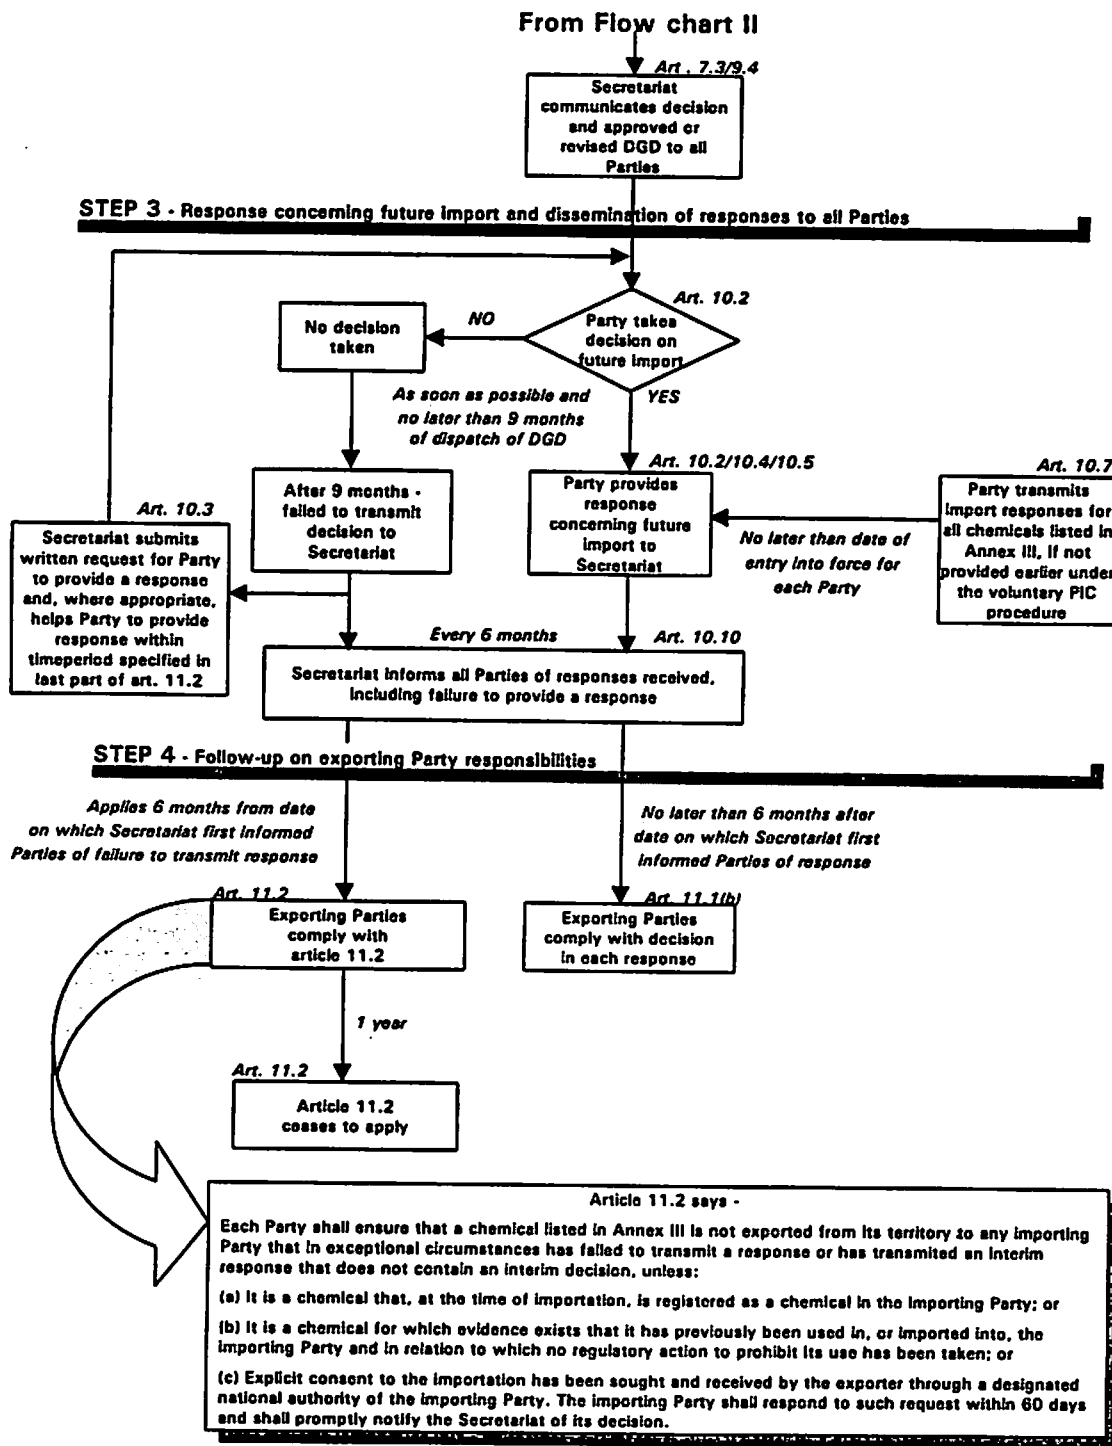 From Flow chart II
Art . 7.3/9.4
Secretariat
communicates decision
and approved or
revised DGD to all
Parties
STEP 3 - Response concerning future import and dissemination of responses to all Parties
Art. 10.2
Party takes
decision on
future import
NO
No decision
taken
YES
As soon as possible and
no later than 9 months
of dispatch of DGD
After 9 months -
failed to transmit
decision to
Secretariat
Art. 10.2/10.4/10.5
Party provides
response
concerning future
import to
Secretariat
Art. 10.7
Party transmits
import responses for
all chemicals listed in
Annex III, if not
provided earlier under
the voluntary PIC
procedure
No later than date of
entry into force for
each Party
Art. 10.3
Secretariat submits
written request for Party
to provide a response
and, where appropriate,
helps Party to provide
response within
timeperiod specified in
last part of art. 11.2
Every 6 months
Art. 10.10
Secretariat informs all Parties of responses received,
including failure to provide a response
STEP 4 - Follow-up on exporting Party responsibilities
Applies 6 months from date
on which Secretariat first informed
Parties of failure to transmit response
No later than 6 months after
date on which Secretariat first
informed Parties of response
Art. 11.2
Exporting Parties
comply with
article 11.2
Art. 11.1(b)
Exporting Parties
comply with decision
in each response
1 year
Art. 11.2
Article 11.2
ceases to apply
Article 11.2 says -
Each Party shall ensure that a chemical listed in Annex III is not exported from its territory to any importing
Party that in exceptional circumstances has failed to transmit a response or has transmited an interim
response that does not contain an interim decision, unless:
(a) It is a chemical that, at the time of importation, is registered as a chemical in the importing Party; or
(b) It is a chemical for which evidence exists that it has previously been used in, or imported into, the
importing Party and in relation to which no regulatory action to prohibit its use has been taken; or
(c) Explicit consent to the importation has been sought and received by the exporter through a designated
national authority of the importing Party. The importing Party shall respond to such request within 60 days
and shall promptly notify the Secretariat of its decision.